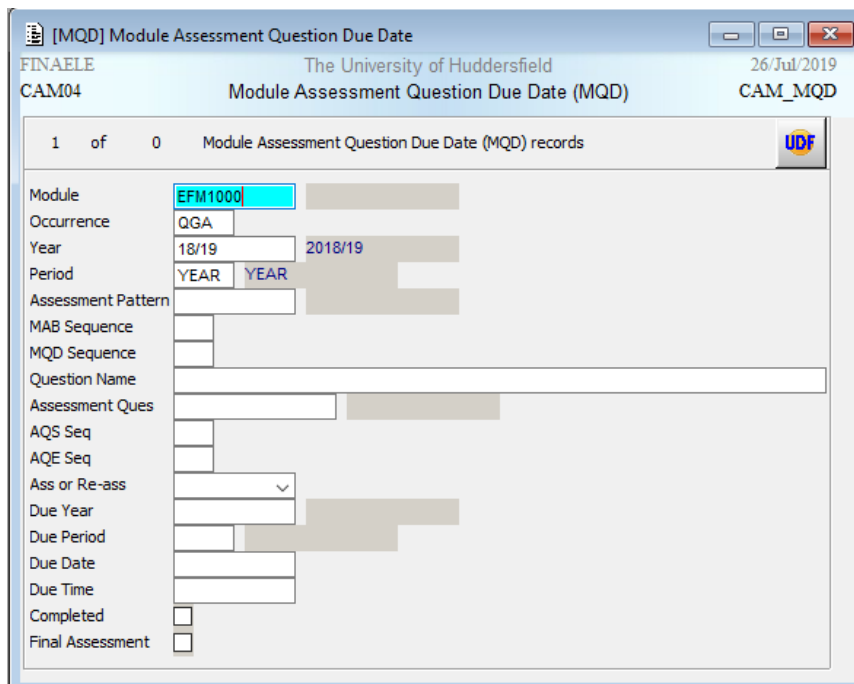 [MQD] Module Assessment Question Due Date
FINAELE The University of Huddersfield 26/Jul/2019
CAM04 Module Assessment Question Due Date (MQD) CAM_MQD
1 of 0 Module Assessment Question Due Date (MQD) records UDF
Module EFM1000
Occurrence QGA
Year 18/19 2018/19
Period YEAR YEAR
Assessment Pattern
MAB Sequence
MQD Sequence
Question Name
Assessment Ques
AQS Seq
AQE Seq
Ass or Re-ass
Due Year
Due Period
Due Date
Due Time
Completed
Final Assessment